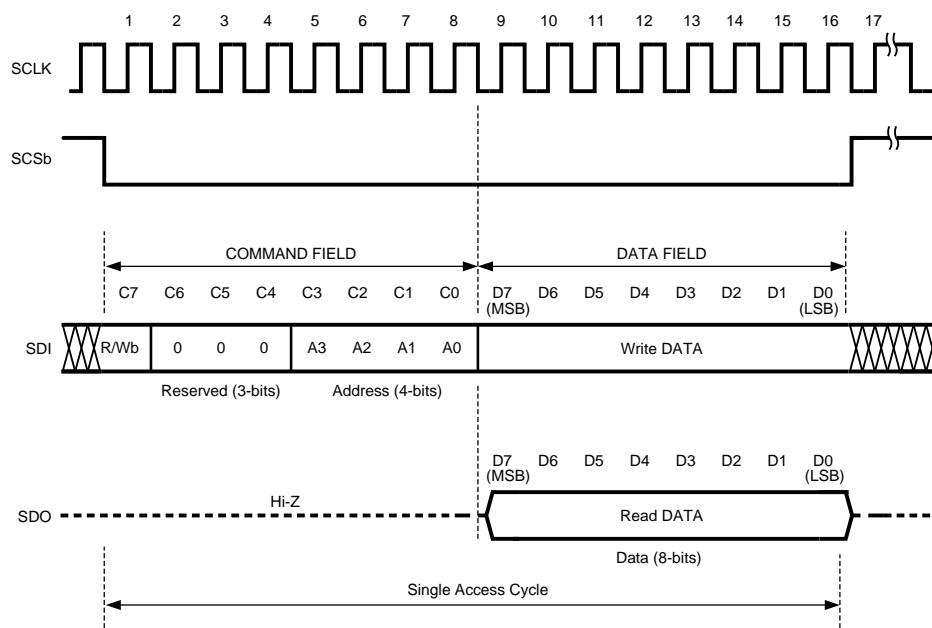 1 2 3 4 5 6 7 8 9 10 11 12 13 14 15 16 17
SCLK
SCSb
COMMAND FIELD DATA FIELD
C7 C6 C5 C4 C3 C2 C1 C0 D7 D6 D5 D4 D3 D2 D1 D0
(MSB) (LSB)
SDI R/Wb 0 0 0 A3 A2 A1 A0 Write DATA
Reserved (3-bits) Address (4-bits)
D7 D6 D5 D4 D3 D2 D1 D0
(MSB) (LSB)
Hi-Z
SDO Read DATA
Data (8-bits)
Single Access Cycle